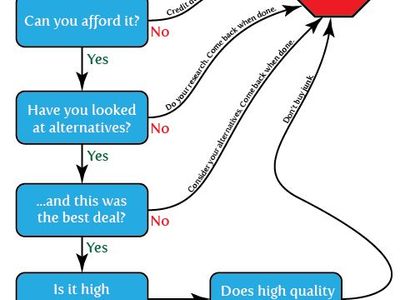 Can you afford it?
No
Credit
Yes
Do your research. Come back when done.
Have you looked
at alternatives?
No
Yes
Consider your alternatives. Come back when done.
Don't buy junk.
...and this was
the best deal?
No
Yes
Is it high
Does high quality